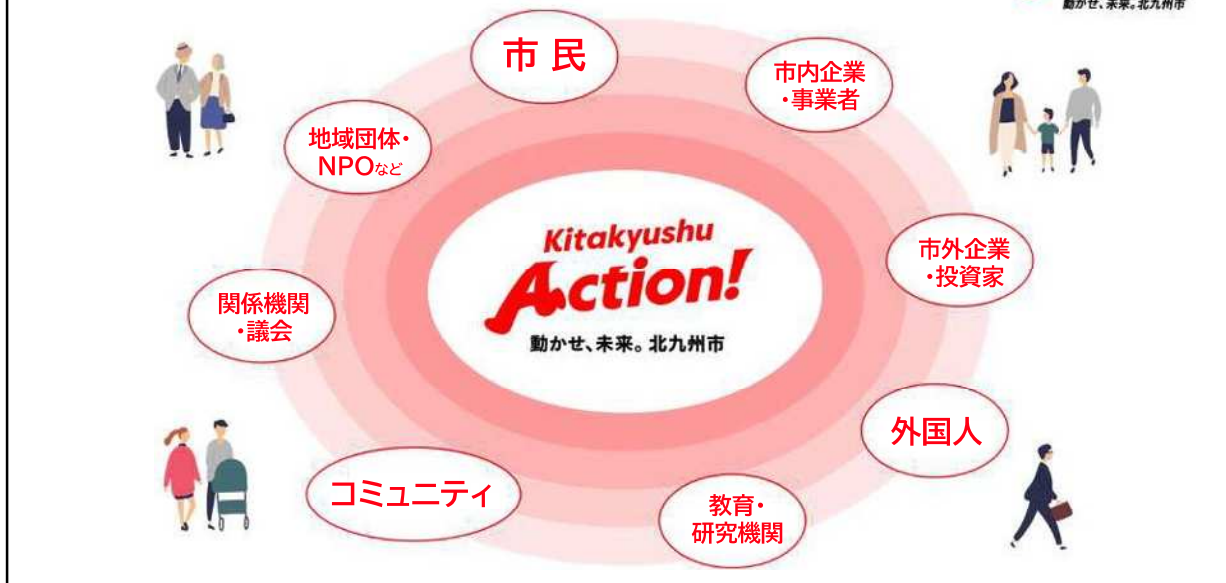 動かせ、未来。北九州市
市 民
市内企業
・事業者
地域団体・
NPOなど
Kitakyushu
Action!
動かせ、未来。北九州市
市外企業
・投資家
関係機関
・議会
外国人
コミュニティ
教育・
研究機関